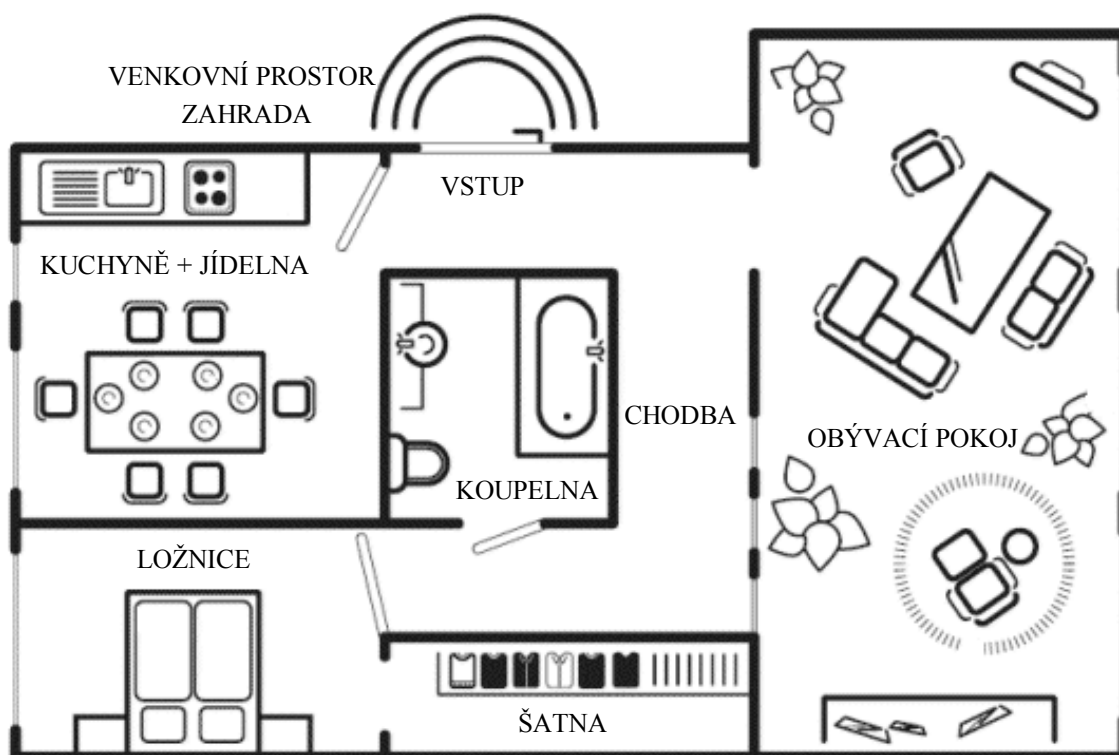 VENKOVNÍ PROSTOR
ZAHRADA
VSTUP
KUCHYNĚ + JÍDELNA
CHODBA
OBÝVACÍ POKOJ
KOUPELNA
LOŽNICE
ŠATNA